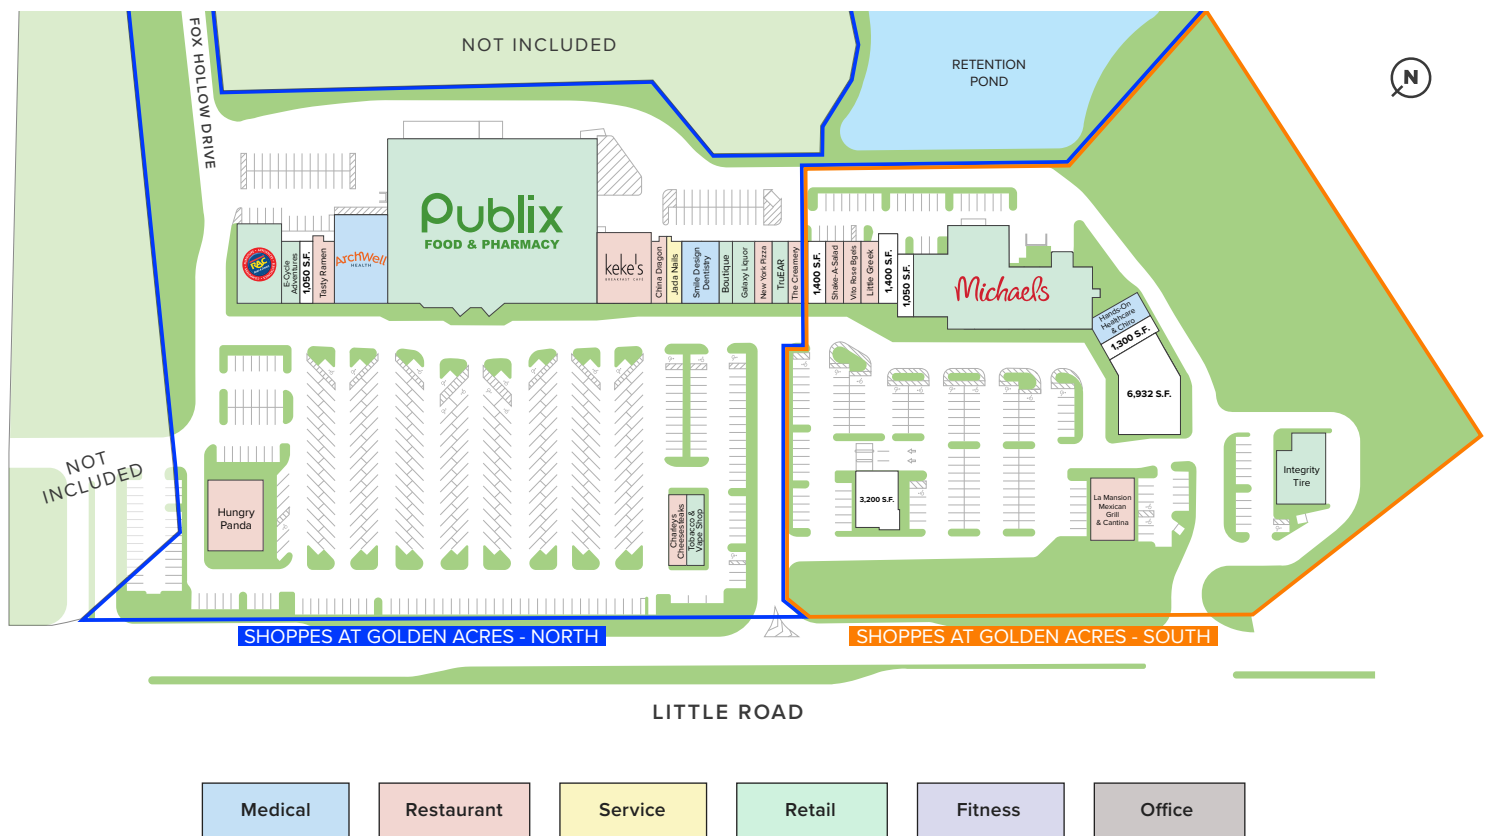 NOT INCLUDED
FOX HOLLOW DRIVE
RETENTION
POND
N
Publix
FOOD & PHARMACY
RAC
E-Cycle
Adventures
1,050 S.F.
Tasty Ramen
ArchWell
HEALTH
keke's
BREAKFAST CAFE
China Dragon
Jada Nails
Smile Design
Dentistry
Boutique
Galaxy Liquor
New York Pizza
TruEAR
The Creamery
1,400 S.F.
Shake-A-Salad
Vito Rose Bgels
Little Greek
1,400 S.F.
1,050 S.F.
Michaels
Hands-On
Healthcare
& Chiro
1,300 S.F.
6,932 S.F.
NOT
INCLUDED
Hungry
Panda
Charleys
Cheesesteaks
Tobacco &
Vape Shop
3,200 S.F.
La Mansion
Mexican
Grill
& Cantina
Integrity
Tire
SHOPPES AT GOLDEN ACRES - NORTH
SHOPPES AT GOLDEN ACRES - SOUTH
LITTLE ROAD
Medical
Restaurant
Service
Retail
Fitness
Office